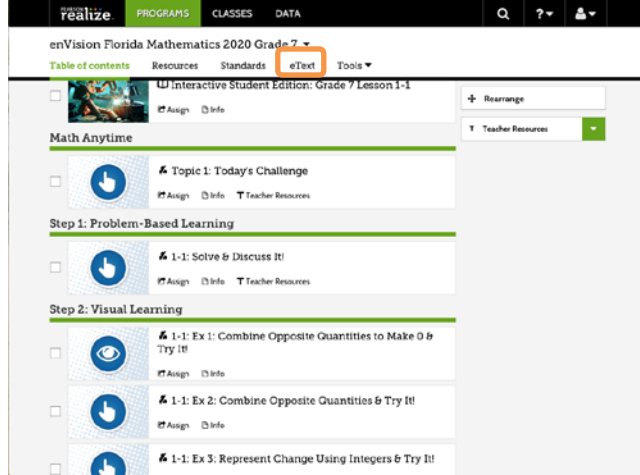 PEARSON
realize. PROGRAMS CLASSES DATA ?
enVision Florida Mathematics 2020 Grade 7
Table of contents Resources Standards eText Tools
Interactive Student Edition: Grade 7 Lesson 1-1
Assign Info
Rearrange
T Teacher Resources
Math Anytime
Topic 1: Today's Challenge
Assign Info T Teacher Resources
Step 1: Problem-Based Learning
1-1: Solve & Discuss It!
Assign Info T Teacher Resources
Step 2: Visual Learning
1-1: Ex 1: Combine Opposite Quantities to Make 0 &
Try It!
Assign Info
1-1: Ex 2: Combine Opposite Quantities & Try It!
Assign Info
1-1: Ex 3: Represent Change Using Integers & Try It!